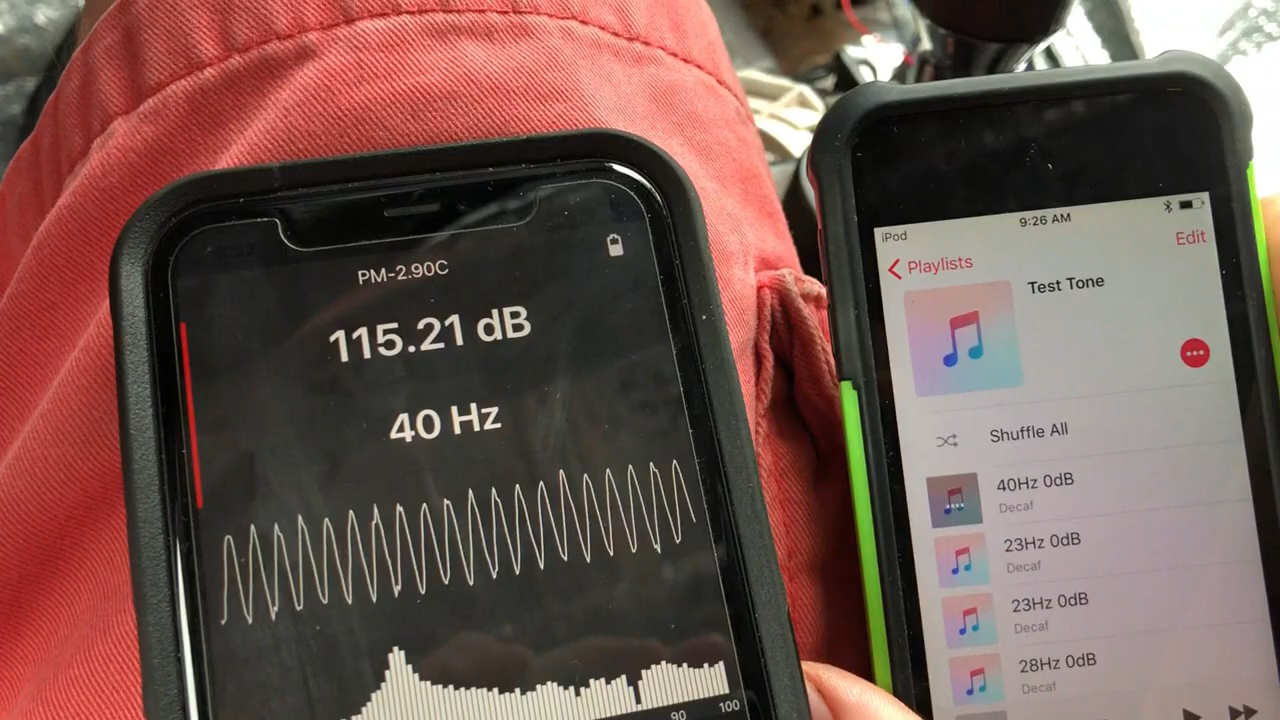 PM-2.90C
115.21 dB
40 Hz
90
100
iPod
9:26 AM
Playlists
Edit
Test Tone
Shuffle All
40Hz 0dB
Decaf
23Hz 0dB
Decaf
23Hz 0dB
Decaf
28Hz 0dB
Decaf